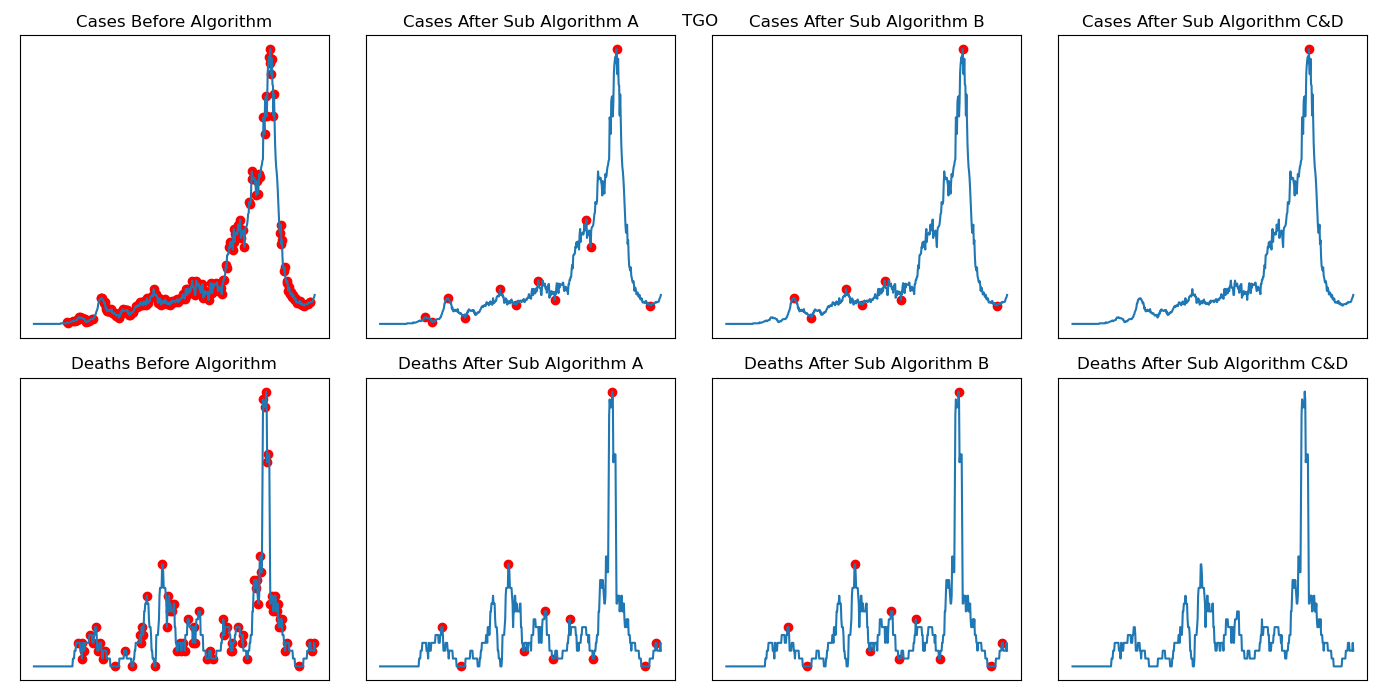 TGO
Cases Before Algorithm
Cases After Sub Algorithm A
Cases After Sub Algorithm B
Cases After Sub Algorithm C&D
Deaths Before Algorithm
Deaths After Sub Algorithm A
Deaths After Sub Algorithm B
Deaths After Sub Algorithm C&D